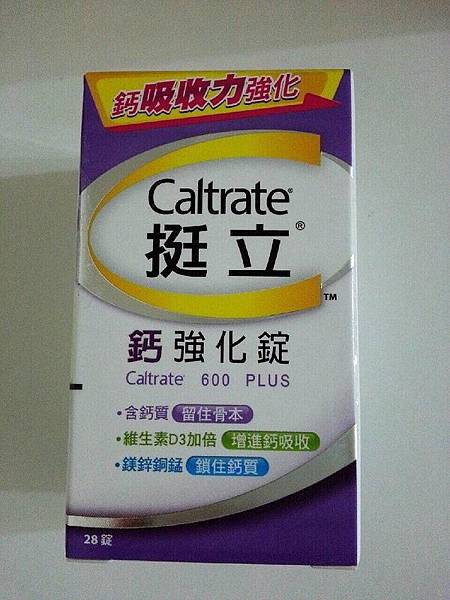 鈣吸收力強化
Caltrate®
挺立®
™
鈣強化錠
Caltrate® 600 PLUS
•含鈣質 留住骨本
•維生素D3加倍 增進鈣吸收
•鎂鋅銅錳 鎖住鈣質
28錠